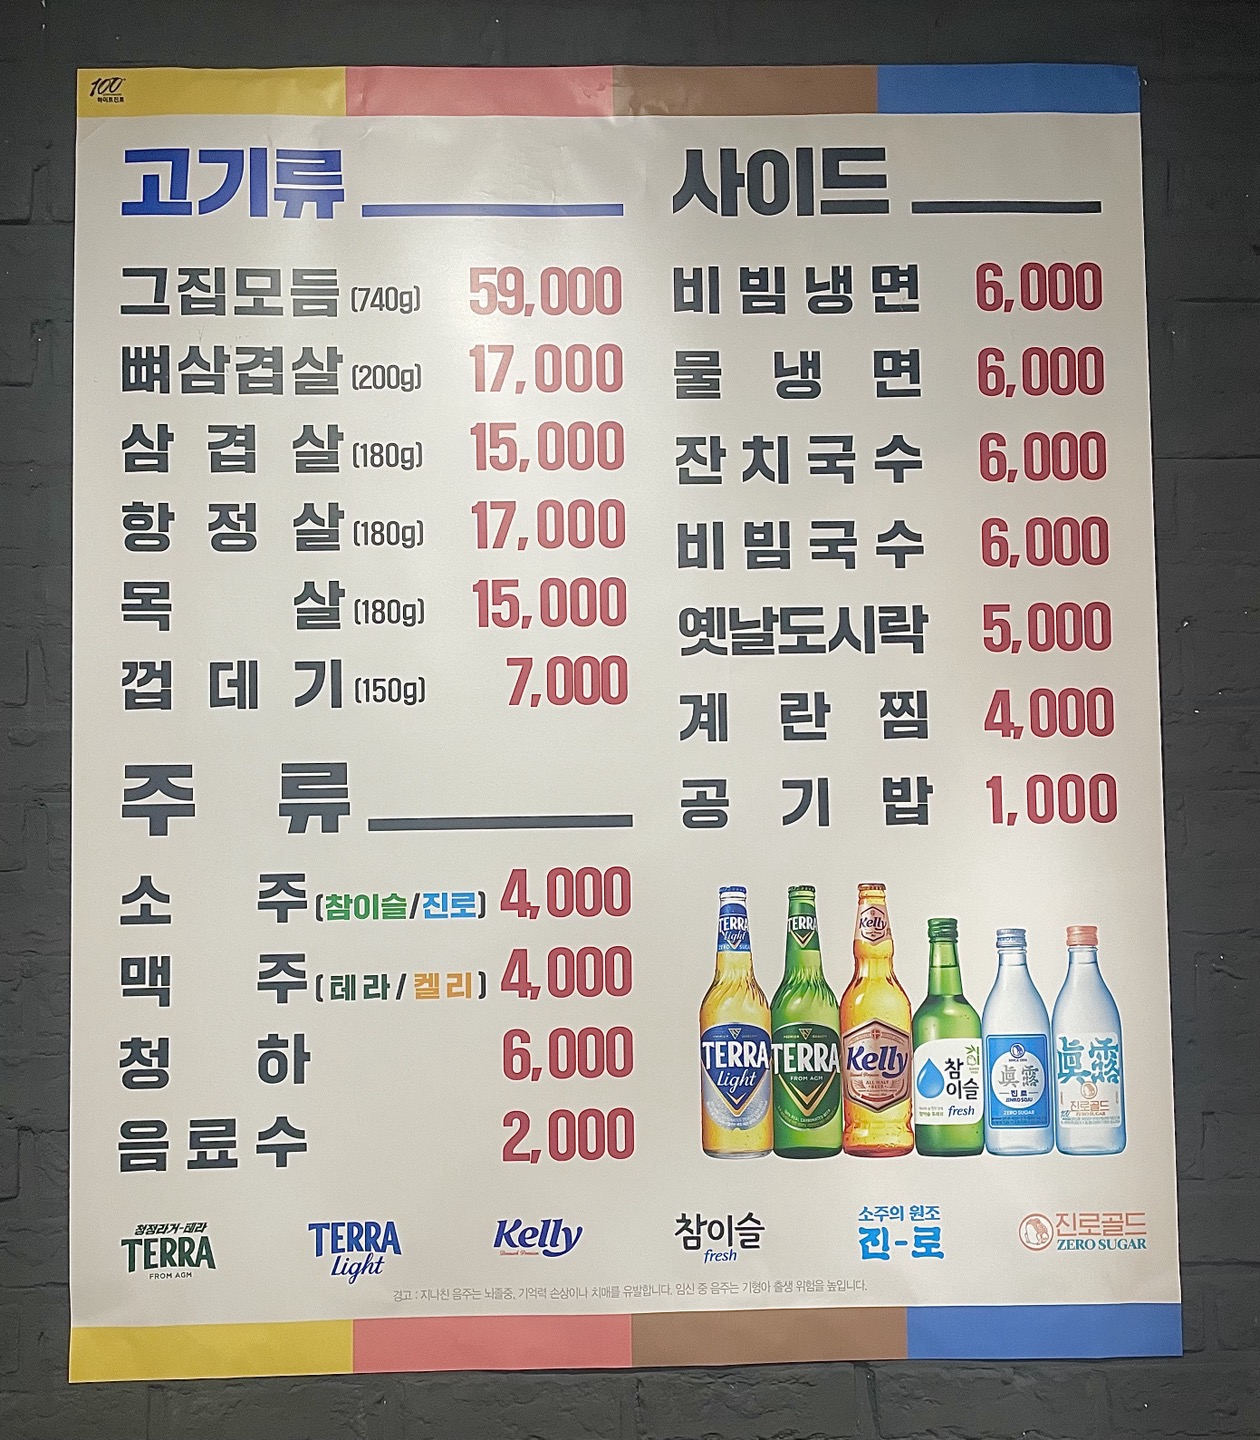 100
하이트진로
고기류
그집모듬 (740g) 59,000
뼈삼겹살 (200g) 17,000
삼겹살 (180g) 15,000
항정살 (180g) 17,000
목살 (180g) 15,000
껍데기 (150g) 7,000
주류
소주 (참이슬/진로) 4,000
맥주 (테라/켈리) 4,000
청하 6,000
음료수 2,000
사이드
비빔냉면 6,000
물냉면 6,000
잔치국수 6,000
비빔국수 6,000
옛날도시락 5,000
계란찜 4,000
공기밥 1,000
TERRA
Light
TERRA
Light
TERRA
TERRA
FROM AGM
Kelly
Kelly
참
이슬
fresh
眞露
진로
ZERO SUGAR
眞露
진로골드
ZERO SUGAR
청정라거-테라
TERRA
FROM AGM
TERRA
Light
Kelly
참이슬
fresh
소주의 원조
진-로
진로골드
ZERO SUGAR
경고 : 지나친 음주는 뇌졸중, 기억력 손상이나 치매를 유발합니다. 임신 중 음주는 기형아 출생 위험을 높입니다.